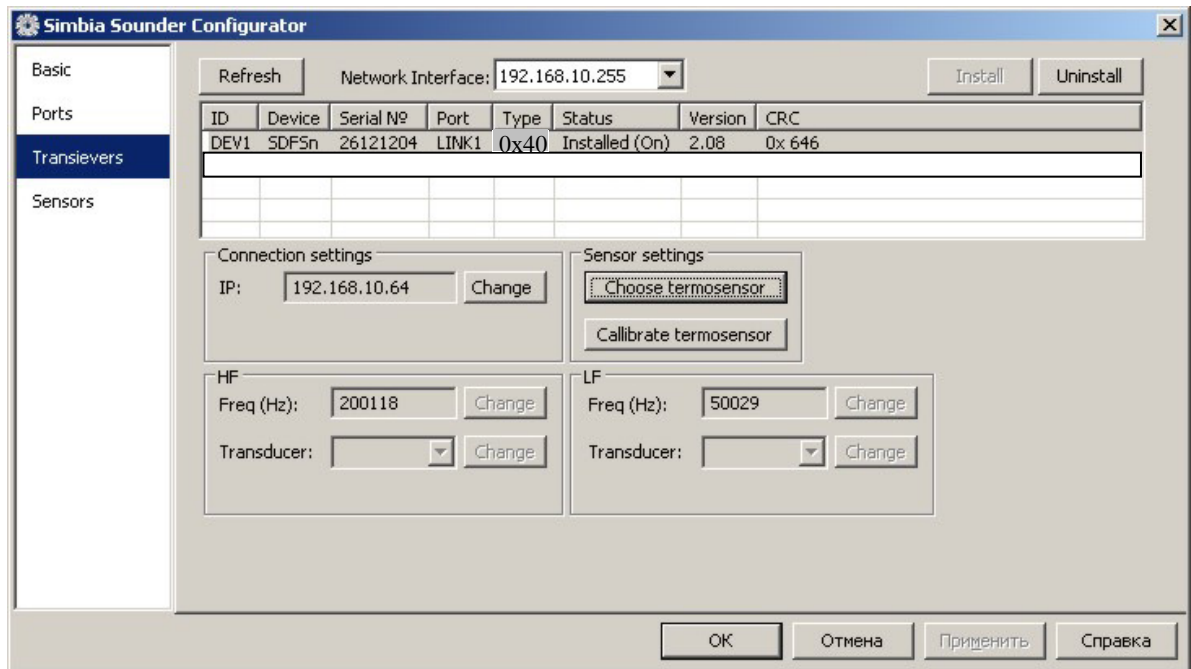 Simbia Sounder Configurator
Basic
Ports
Transievers
Sensors
Refresh Network Interface: 192.168.10.255 Install Uninstall
ID Device Serial Nº Port Type Status Version CRC
DEV1 SDFSn 26121204 LINK1 0x40 Installed (On) 2.08 0x 646
Connection settings
IP: 192.168.10.64 Change
Sensor settings
Choose termosensor
Callibrate termosensor
HF
Freq (Hz): 200118 Change
Transducer: Change
LF
Freq (Hz): 50029 Change
Transducer: Change
OK Отмена Применить Справка